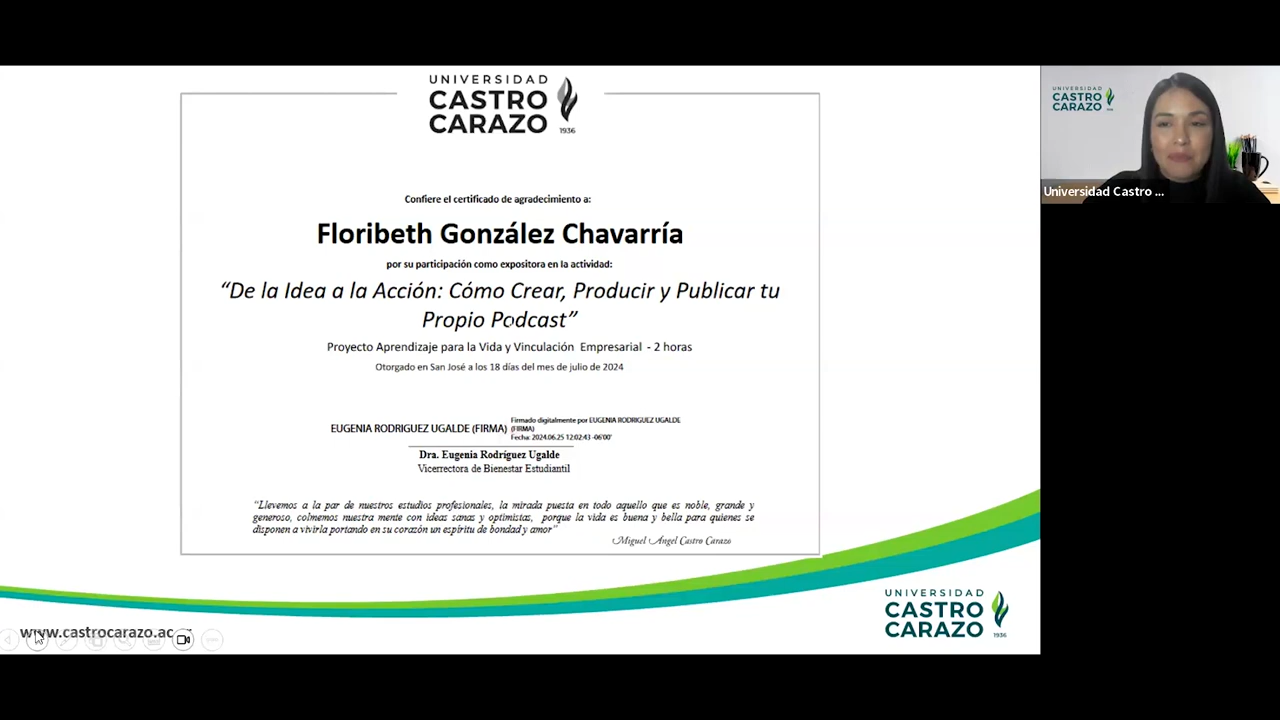 UNIVERSIDAD
CASTRO
CARAZO
1936
Confiere el certificado de agradecimiento a:
Floribeth González Chavarría
por su participación como expositora en la actividad:
“De la Idea a la Acción: Cómo Crear, Producir y Publicar tu
Propio Podcast”
Proyecto Aprendizaje para la Vida y Vinculación Empresarial - 2 horas
Otorgado en San José a los 18 días del mes de julio de 2024
EUGENIA RODRIGUEZ UGALDE (FIRMA)
Firmado digitalmente por EUGENIA RODRIGUEZ UGALDE
(FIRMA)
Fecha: 2024.06.25 12:02:43 -06'00'
Dra. Eugenia Rodríguez Ugalde
Vicerrectora de Bienestar Estudiantil
“Llevemos a la par de nuestros estudios profesionales, la mirada puesta en todo aquello que es noble, grande y
generoso, colmemos nuestra mente con ideas sanas y optimistas, porque la vida es buena y bella para quienes se
disponen a vivirla portando en su corazón un espíritu de bondad y amor”
Miguel Ángel Castro Carazo
www.castrocarazo.ac
UNIVERSIDAD
CASTRO
CARAZO
1936
UNIVERSIDAD
CASTRO
CARAZO
Universidad Castro ...